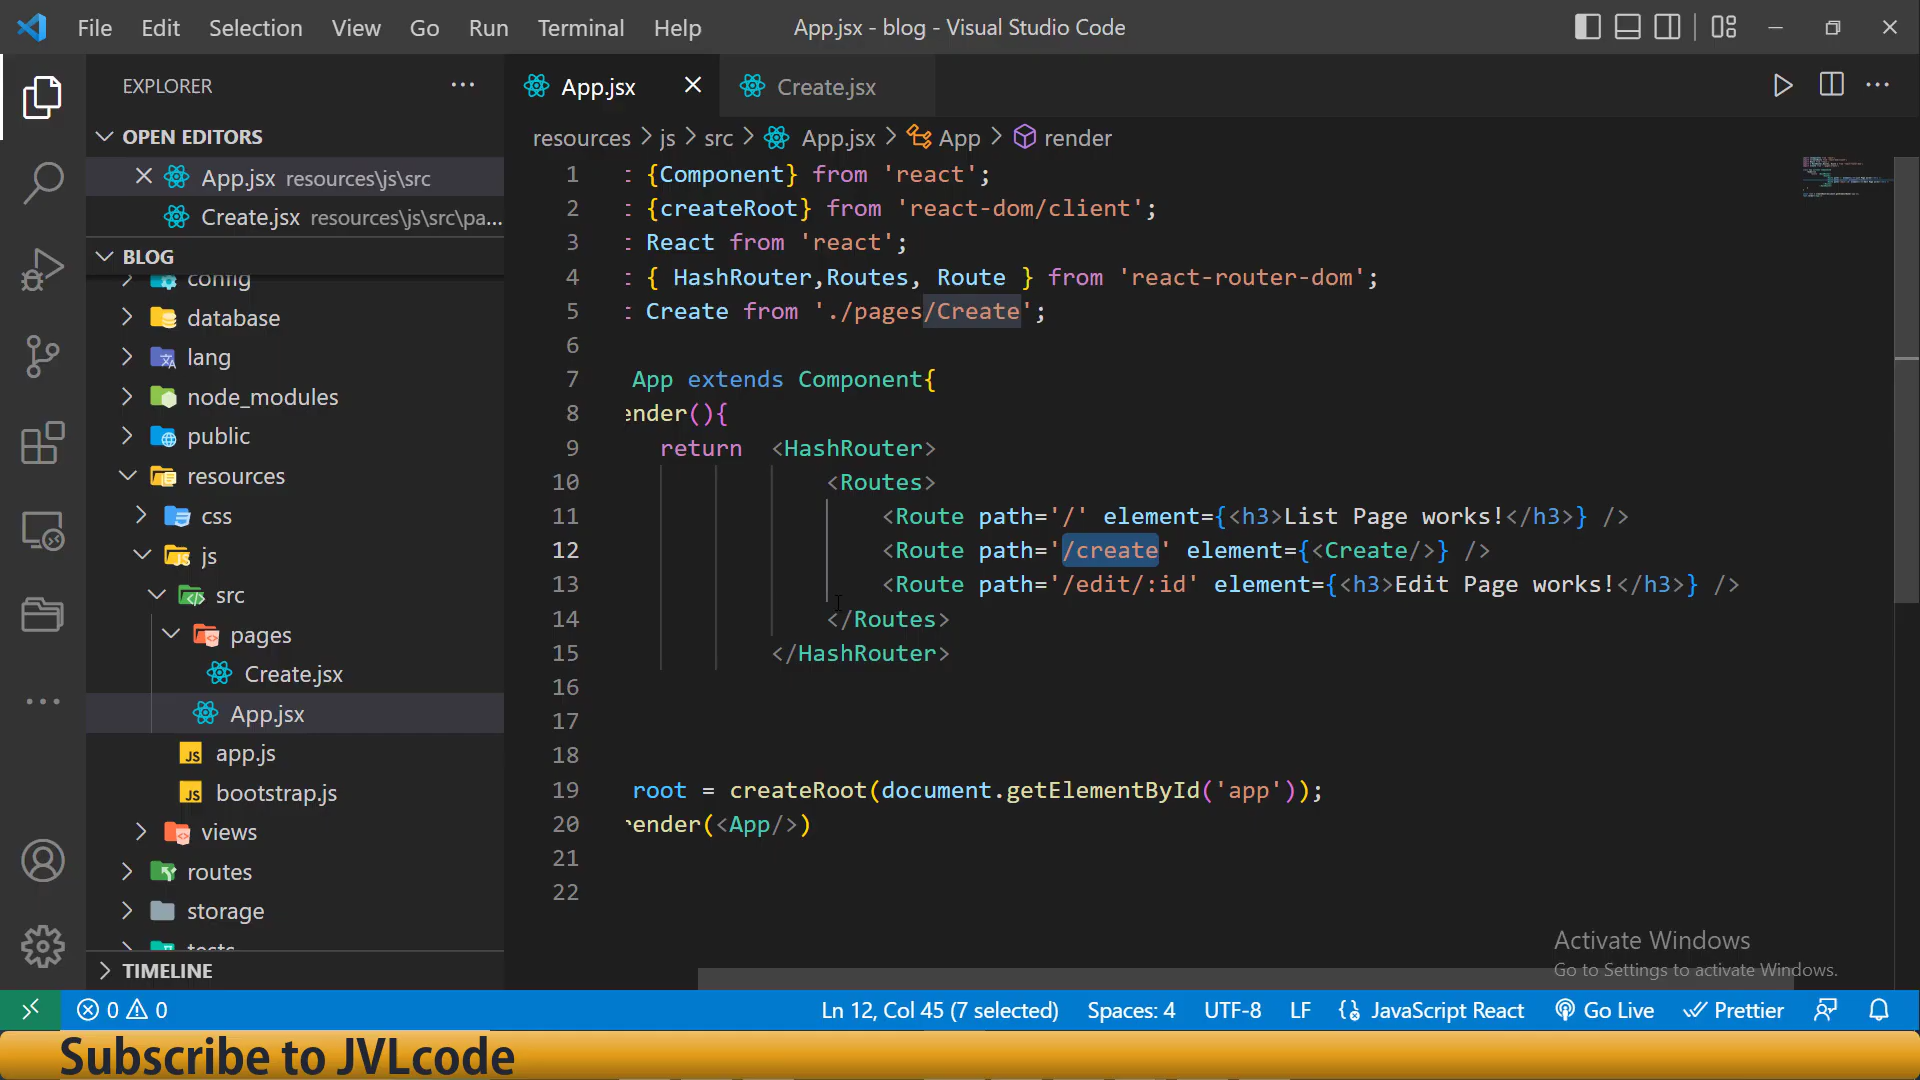 File Edit Selection View Go Run Terminal Help
App.jsx - blog - Visual Studio Code
EXPLORER
OPEN EDITORS
App.jsx resources\js\src
Create.jsx resources\js\src\pa...
BLOG
config
database
lang
node_modules
public
resources
css
js
src
pages
Create.jsx
App.jsx
app.js
bootstrap.js
views
routes
storage
tests
TIMELINE
App.jsx
Create.jsx
resources > js > src > App.jsx > App > render
1 : {Component} from 'react';
2 : {createRoot} from 'react-dom/client';
3 : React from 'react';
4 : { HashRouter,Routes, Route } from 'react-router-dom';
5 : Create from './pages/Create';
6
7 App extends Component{
8 ender(){
9 return <HashRouter>
10 <Routes>
11 <Route path='/' element={<h3>List Page works!</h3>} />
12 <Route path='/create' element={<Create/>} />
13 <Route path='/edit/:id' element={<h3>Edit Page works!</h3>} />
14 </Routes>
15 </HashRouter>
16
17
18
19 root = createRoot(document.getElementById('app'));
20 render(<App/>)
21
22
Activate Windows
Go to Settings to activate Windows.
0 0
Ln 12, Col 45 (7 selected) Spaces: 4 UTF-8 LF JavaScript React Go Live Prettier
Subscribe to JVLcode